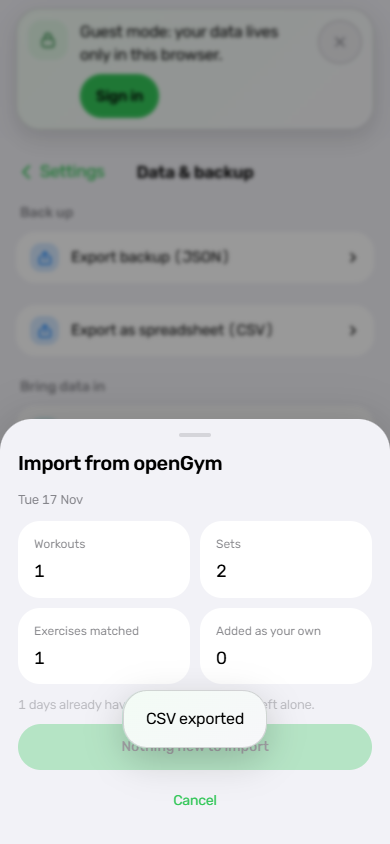 Guest mode: your data lives
only in this browser.
Sign in
Settings
Data & backup
Back up
Export backup (JSON)
Export as spreadsheet (CSV)
Bring data in
Import from openGym
Tue 17 Nov
Workouts
1
Sets
2
Exercises matched
1
Added as your own
0
1 days already left alone.
CSV exported
Nothing new to import
Cancel